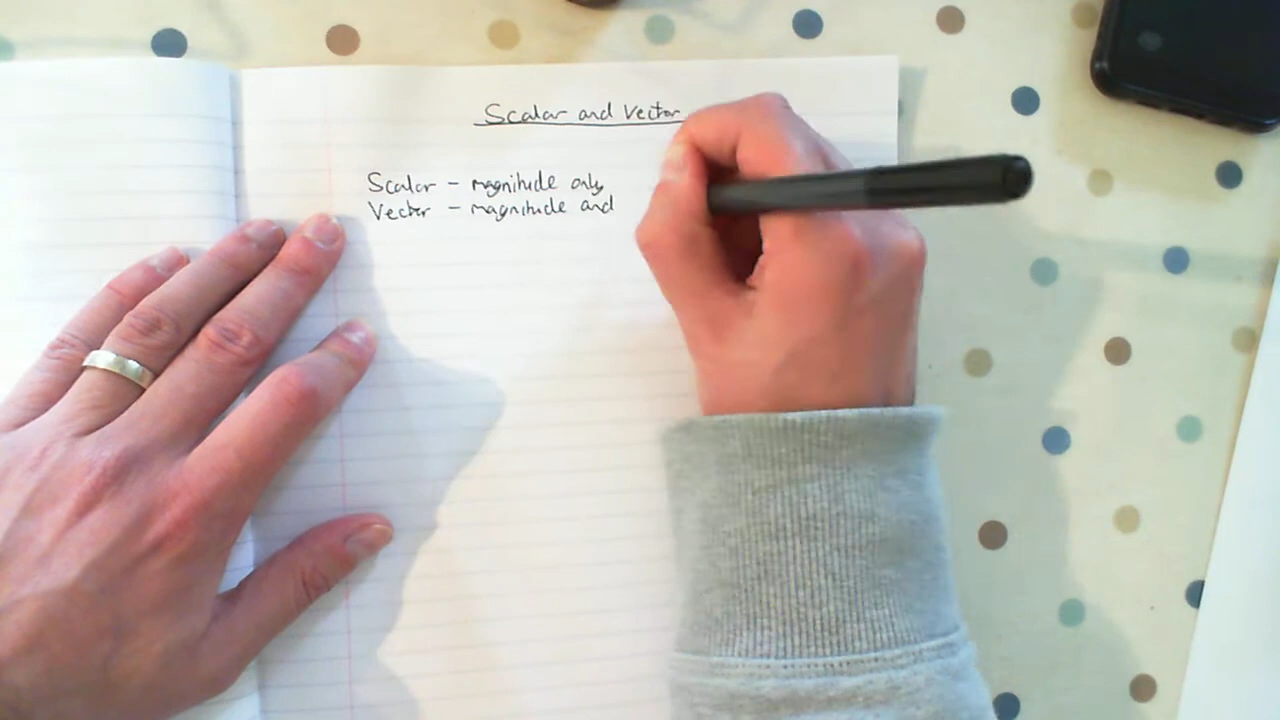 Scalar and Vector
Scalar - magnitude only
Vector - magnitude and